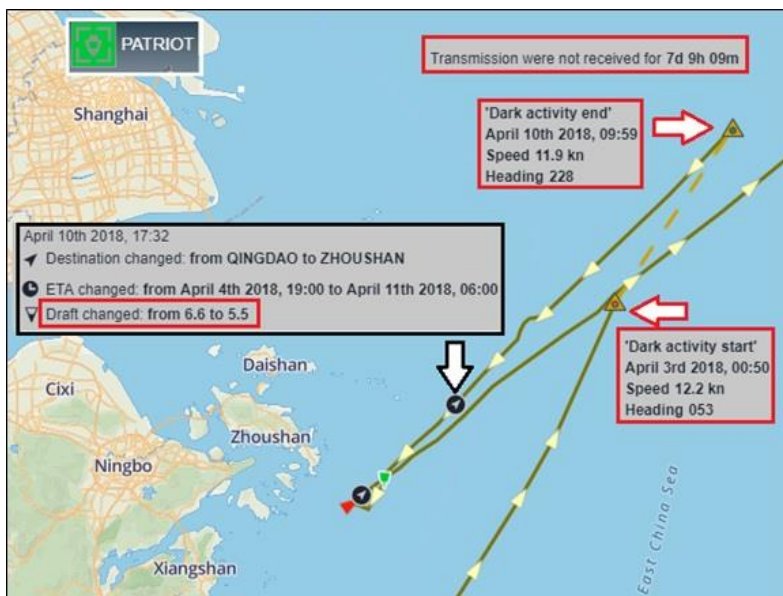 PATRIOT
Transmission were not received for 7d 9h 09m
Shanghai
'Dark activity end'
April 10th 2018, 09:59
Speed 11.9 kn
Heading 228
April 10th 2018, 17:32
Destination changed: from QINGDAO to ZHOUSHAN
ETA changed: from April 4th 2018, 19:00 to April 11th 2018, 06:00
Draft changed: from 6.6 to 5.5
'Dark activity start'
April 3rd 2018, 00:50
Speed 12.2 kn
Heading 053
Daishan
Cixi
Zhoushan
Ningbo
Xiangshan
East China Sea